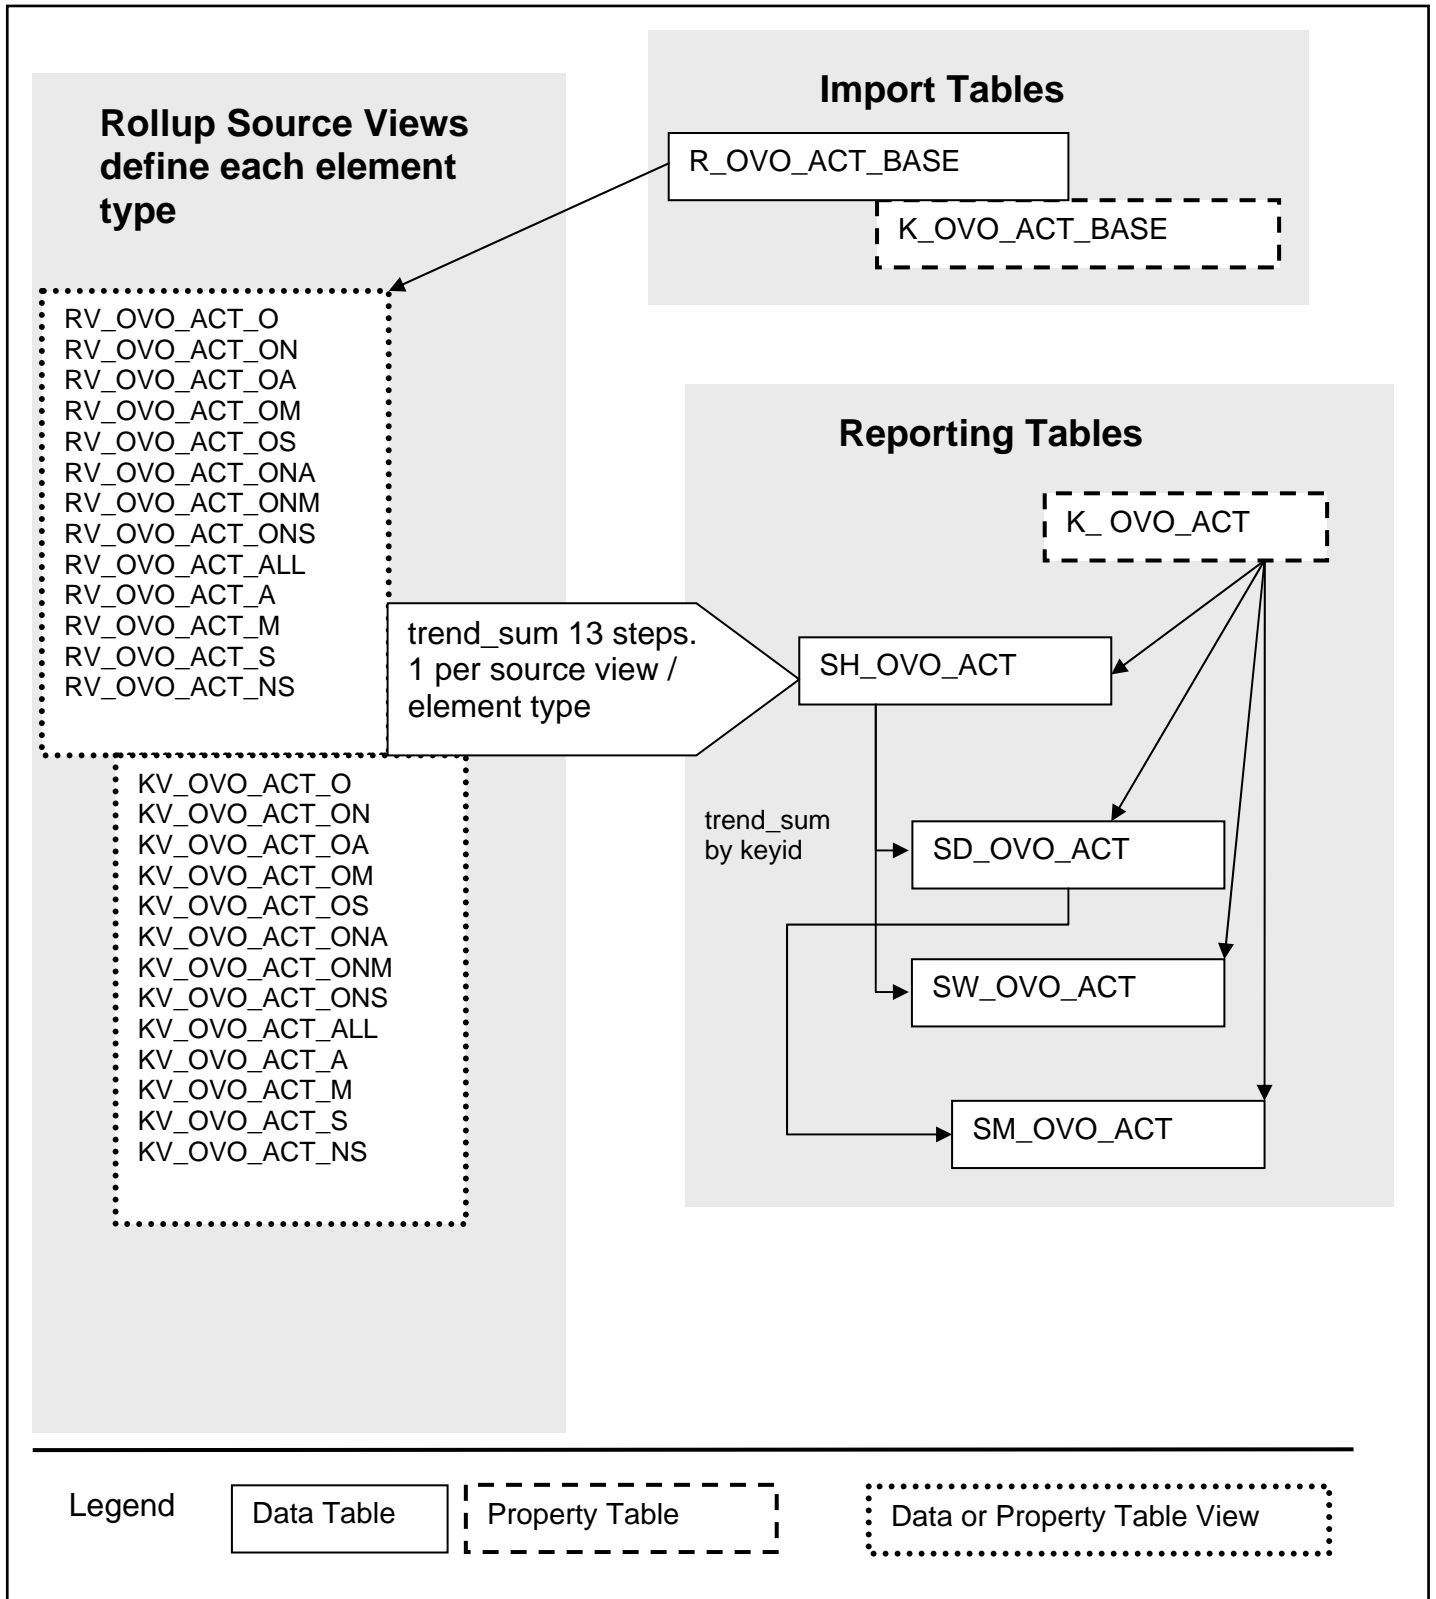 Import Tables
R_OVO_ACT_BASE
K_OVO_ACT_BASE
Rollup Source Views
define each element
type
RV_OVO_ACT_O
RV_OVO_ACT_ON
RV_OVO_ACT_OA
RV_OVO_ACT_OM
RV_OVO_ACT_OS
RV_OVO_ACT_ONA
RV_OVO_ACT_ONM
RV_OVO_ACT_ONS
RV_OVO_ACT_ALL
RV_OVO_ACT_A
RV_OVO_ACT_M
RV_OVO_ACT_S
RV_OVO_ACT_NS
KV_OVO_ACT_O
KV_OVO_ACT_ON
KV_OVO_ACT_OA
KV_OVO_ACT_OM
KV_OVO_ACT_OS
KV_OVO_ACT_ONA
KV_OVO_ACT_ONM
KV_OVO_ACT_ONS
KV_OVO_ACT_ALL
KV_OVO_ACT_A
KV_OVO_ACT_M
KV_OVO_ACT_S
KV_OVO_ACT_NS
trend_sum 13 steps.
1 per source view /
element type
Reporting Tables
K_ OVO_ACT
SH_OVO_ACT
trend_sum
by keyid
SD_OVO_ACT
SW_OVO_ACT
SM_OVO_ACT
Legend
Data Table
Property Table
Data or Property Table View